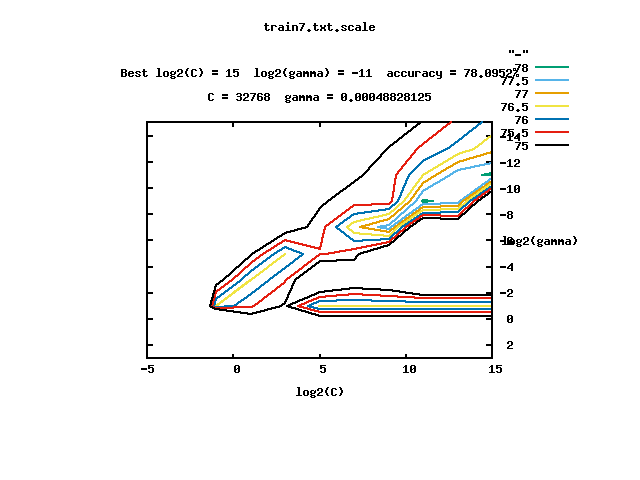 train7.txt.scale
"-"
Best log2(C) = 15  log2(gamma) = -11  accuracy = 78.0952%
C = 32768  gamma = 0.00048828125
78
77.5
77
76.5
76
75.5
75
-14
-12
-10
-8
-6
log2(gamma)
-4
-2
0
2
-5 0 5 10 15
log2(C)